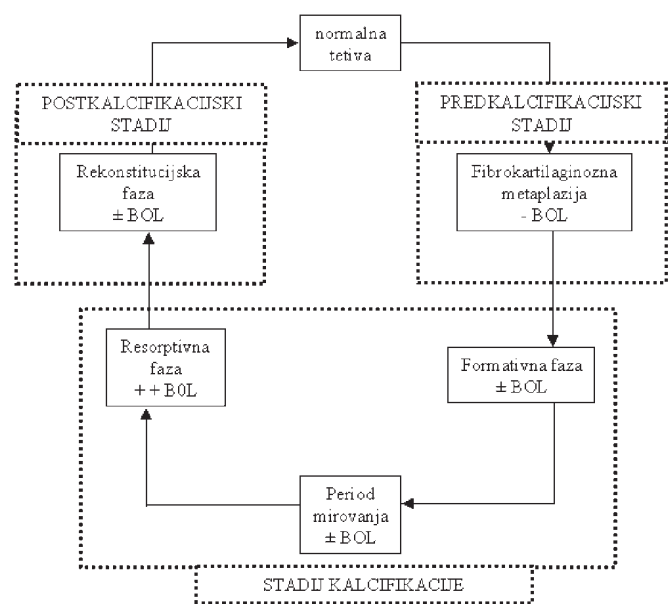 normalna
tetiva
POSTKALCIFIKACIJSKI
STADIJ
PREDKALCIFIKACIJSKI
STADIJ
Rekonstitucijska
faza
± BOL
Fibrokartilaginozna
metaplazija
- BOL
Resorptivna
faza
+ + B0L
Formativna faza
± BOL
Period
mirovanja
± BOL
STADIJ KALCIFIKACIJE